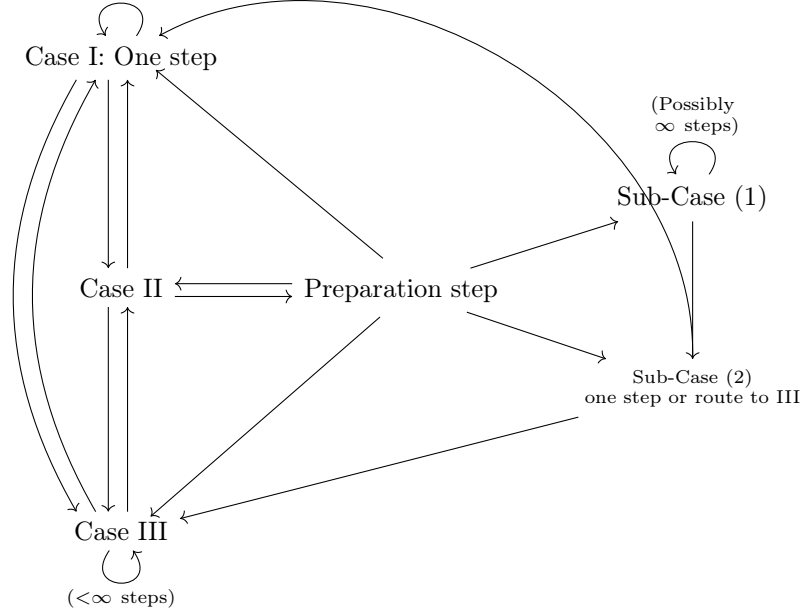 Case I: One step
(Possibly
∞ steps)
Sub-Case (1)
Case II
Preparation step
Sub-Case (2)
one step or route to III
Case III
(<∞ steps)